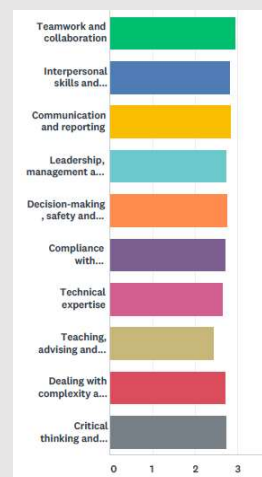 Teamwork and
collaboration
Interpersonal
skills and...
Communication
and reporting
Leadership,
management a...
Decision-making
, safety and...
Compliance
with...
Technical
expertise
Teaching,
advising and...
Dealing with
complexity a...
Critical
thinking and...
0 1 2 3